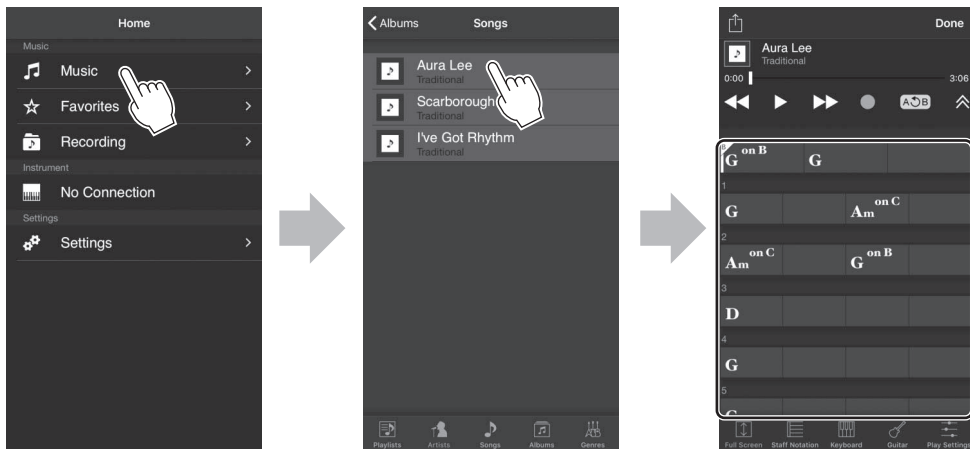 Home
Music
Music
Favorites
Recording
Instrument
No Connection
Settings
Settings
Albums Songs
Aura Lee
Traditional
Scarborough
Traditional
I've Got Rhythm
Traditional
Playlists Artists Songs Albums Genres
Done
Aura Lee
Traditional
0:00 3:06
A B
G on B G
1
G Am on C
2
Am on C G on B
3
D
4
G
5
Full Screen Staff Notation Keyboard Guitar Play Settings